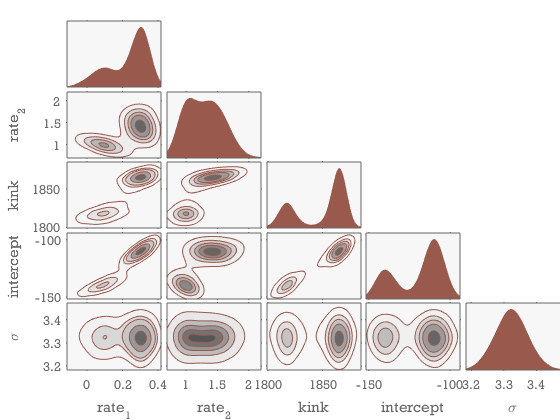 2
rate₂ 1.5
1
kink 1850
1800
intercept -100
-150
σ 3.4
3.3
3.2
0 0.2 0.4 1 1.5 2 1800 1850 -150 -100 3.2 3.3 3.4
rate₁ rate₂ kink intercept σ